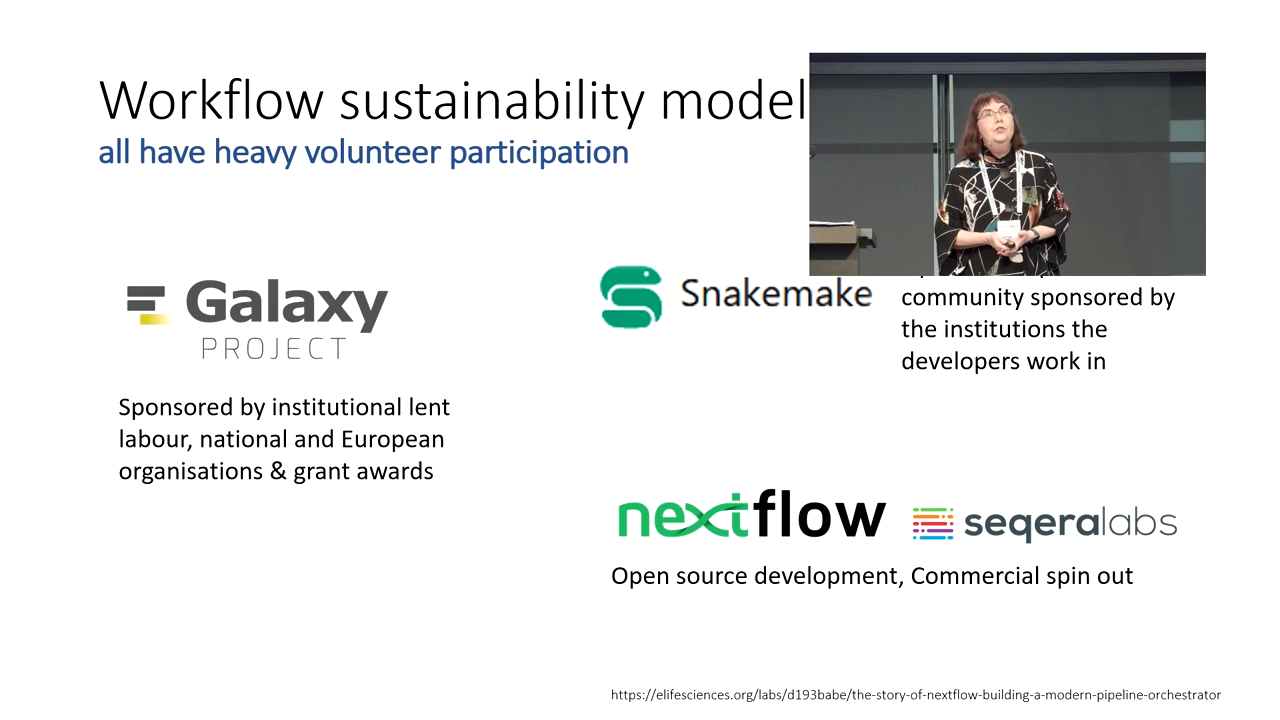 Workflow sustainability model
all have heavy volunteer participation
Galaxy
PROJECT
Sponsored by institutional lent
labour, national and European
organisations & grant awards
Snakemake
community sponsored by
the institutions the
developers work in
nextflow
seqeralabs
Open source development, Commercial spin out
https://elifesciences.org/labs/d193babe/the-story-of-nextflow-building-a-modern-pipeline-orchestrator